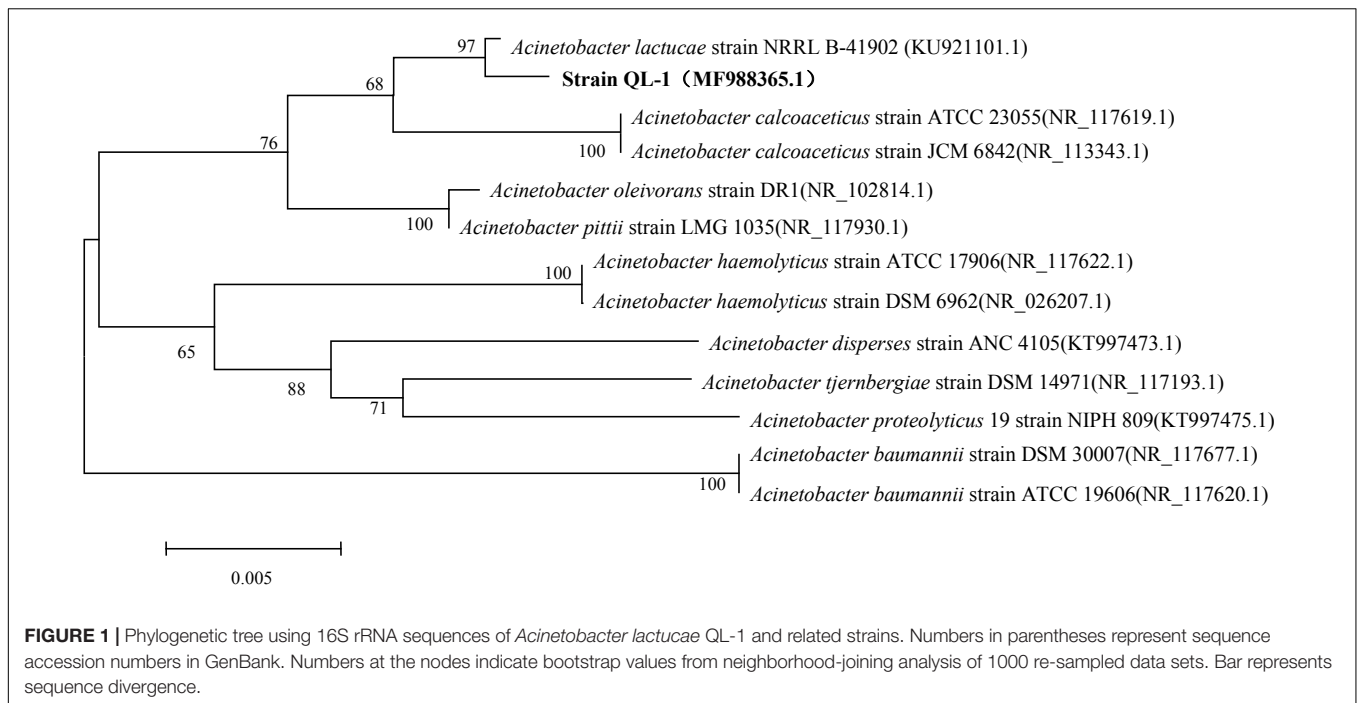 97
Acinetobacter lactucae strain NRRL B-41902 (KU921101.1)
Strain QL-1（MF988365.1）
68
Acinetobacter calcoaceticus strain ATCC 23055(NR_117619.1)
76
100
Acinetobacter calcoaceticus strain JCM 6842(NR_113343.1)
Acinetobacter oleivorans strain DR1(NR_102814.1)
100
Acinetobacter pittii strain LMG 1035(NR_117930.1)
Acinetobacter haemolyticus strain ATCC 17906(NR_117622.1)
100
Acinetobacter haemolyticus strain DSM 6962(NR_026207.1)
65
Acinetobacter disperses strain ANC 4105(KT997473.1)
88
Acinetobacter tjernbergiae strain DSM 14971(NR_117193.1)
71
Acinetobacter proteolyticus 19 strain NIPH 809(KT997475.1)
Acinetobacter baumannii strain DSM 30007(NR_117677.1)
100
Acinetobacter baumannii strain ATCC 19606(NR_117620.1)
0.005
FIGURE 1 | Phylogenetic tree using 16S rRNA sequences of Acinetobacter lactucae QL-1 and related strains. Numbers in parentheses represent sequence
accession numbers in GenBank. Numbers at the nodes indicate bootstrap values from neighborhood-joining analysis of 1000 re-sampled data sets. Bar represents
sequence divergence.